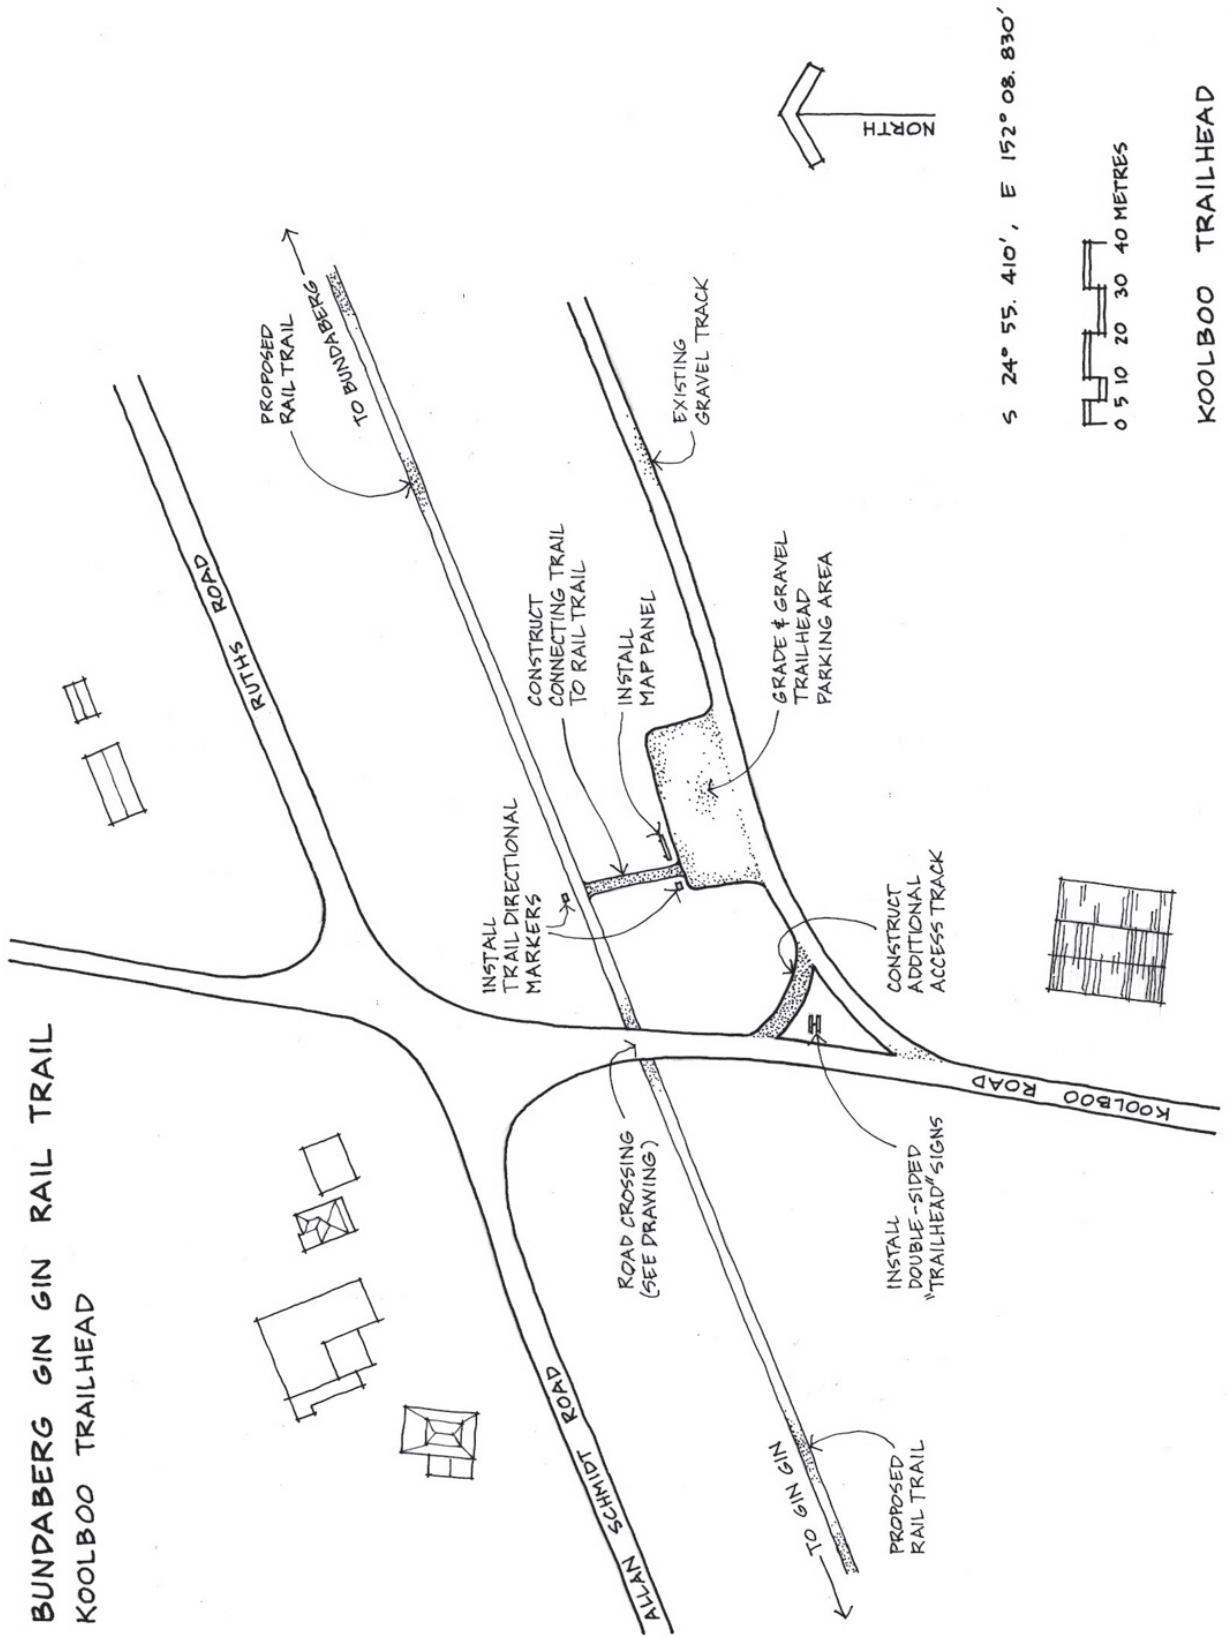 BUNDABERG GIN GIN RAIL TRAIL
KOOLBOO TRAILHEAD
RUTHS ROAD
PROPOSED
RAIL TRAIL
TO BUNDABERG
ALLAN SCHMIDT ROAD
ROAD CROSSING
(SEE DRAWING)
INSTALL
TRAIL DIRECTIONAL
MARKERS
CONSTRUCT
CONNECTING TRAIL
TO RAIL TRAIL
INSTALL
MAP PANEL
EXISTING
GRAVEL TRACK
GRADE & GRAVEL
TRAILHEAD
PARKING AREA
TO GIN GIN
PROPOSED
RAIL TRAIL
INSTALL
DOUBLE-SIDED
"TRAILHEAD" SIGNS
CONSTRUCT
ADDITIONAL
ACCESS TRACK
KOOLBOO ROAD
NORTH
S 24° 55. 410', E 152° 08. 830'
0 5 10 20 30 40 METRES
KOOLBOO TRAILHEAD